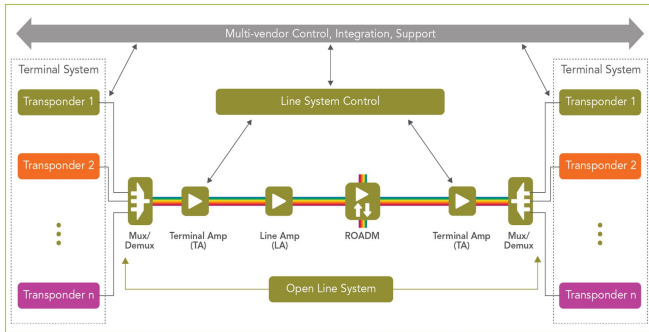 Multi-vendor Control, Integration, Support
Terminal System
Terminal System
Transponder 1
Line System Control
Transponder 1
Transponder 2
Transponder 2
Mux/
Demux
Terminal Amp
(TA)
Line Amp
(LA)
ROADM
Terminal Amp
(TA)
Mux/
Demux
Open Line System
Transponder n
Transponder n